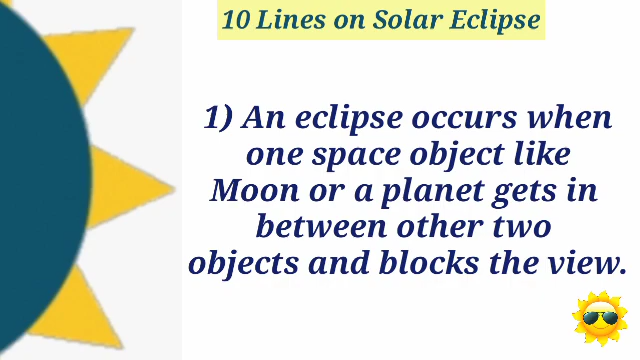 10 Lines on Solar Eclipse
1) An eclipse occurs when
one space object like
Moon or a planet gets in
between other two
objects and blocks the view.